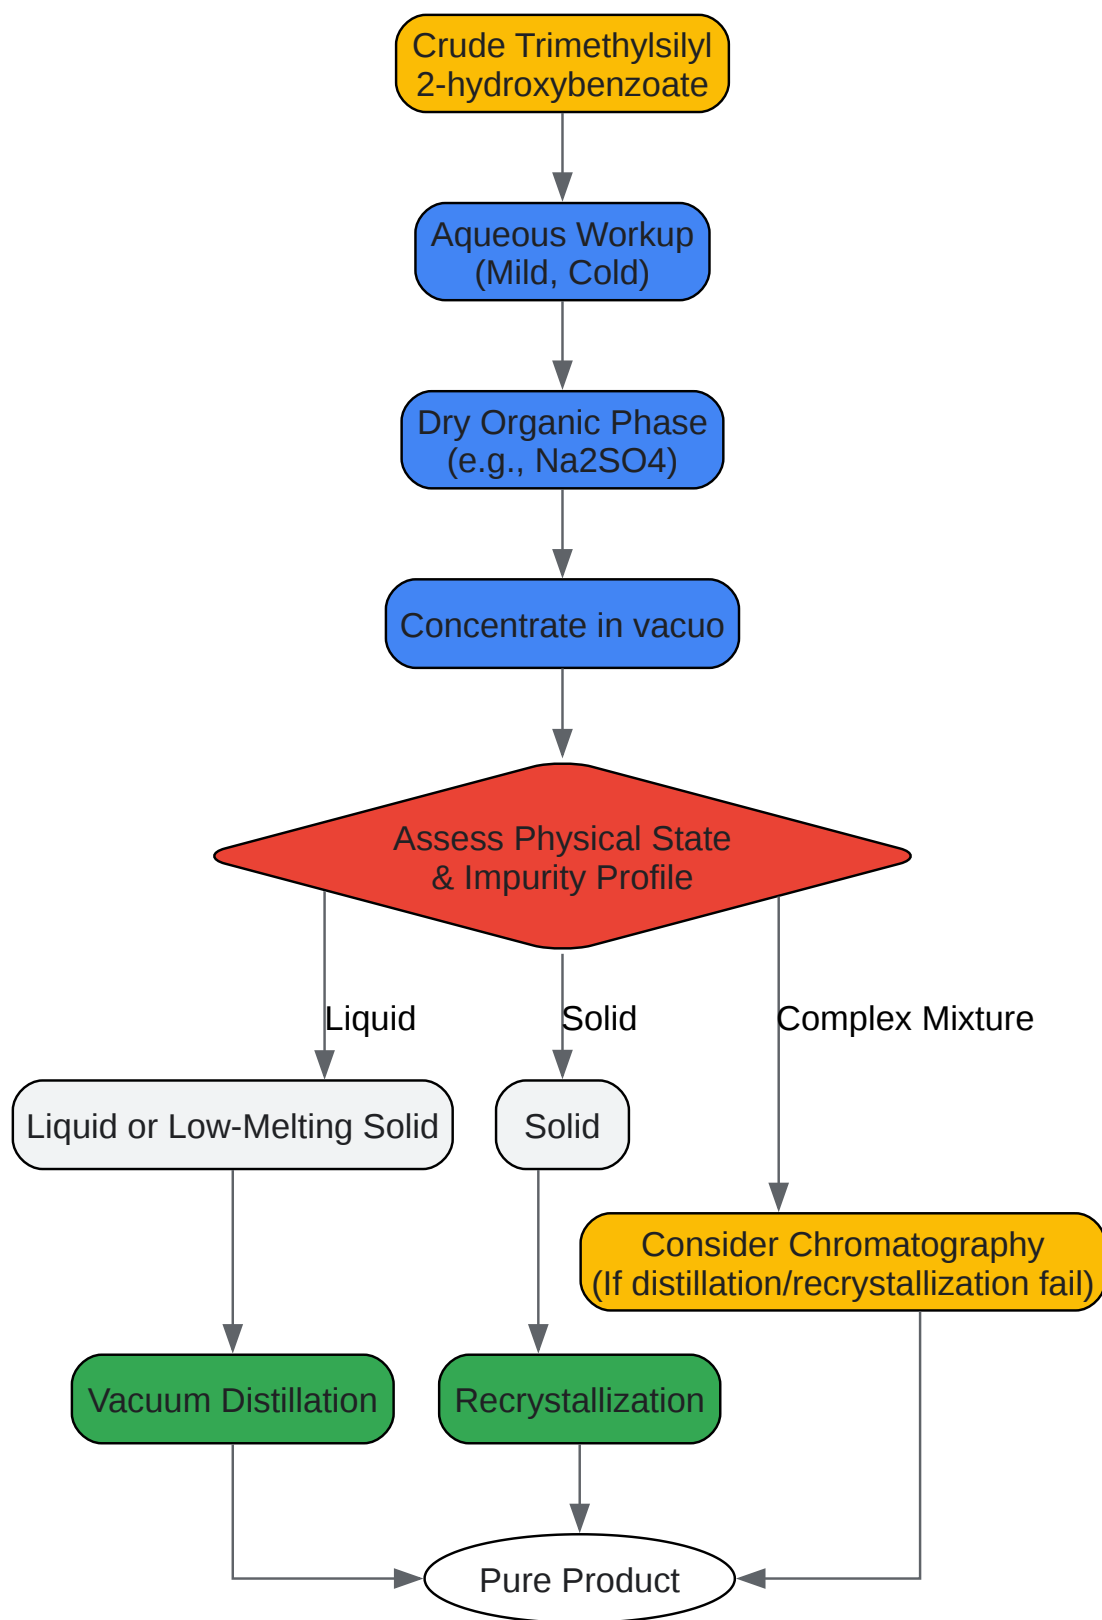 Crude Trimethylsilyl
2-hydroxybenzoate
Aqueous Workup
(Mild, Cold)
Dry Organic Phase
(e.g., Na2SO4)
Concentrate in vacuo
Assess Physical State
& Impurity Profile
Liquid
Solid
Complex Mixture
Liquid or Low-Melting Solid
Solid
Consider Chromatography
(If distillation/recrystallization fail)
Vacuum Distillation
Recrystallization
Pure Product